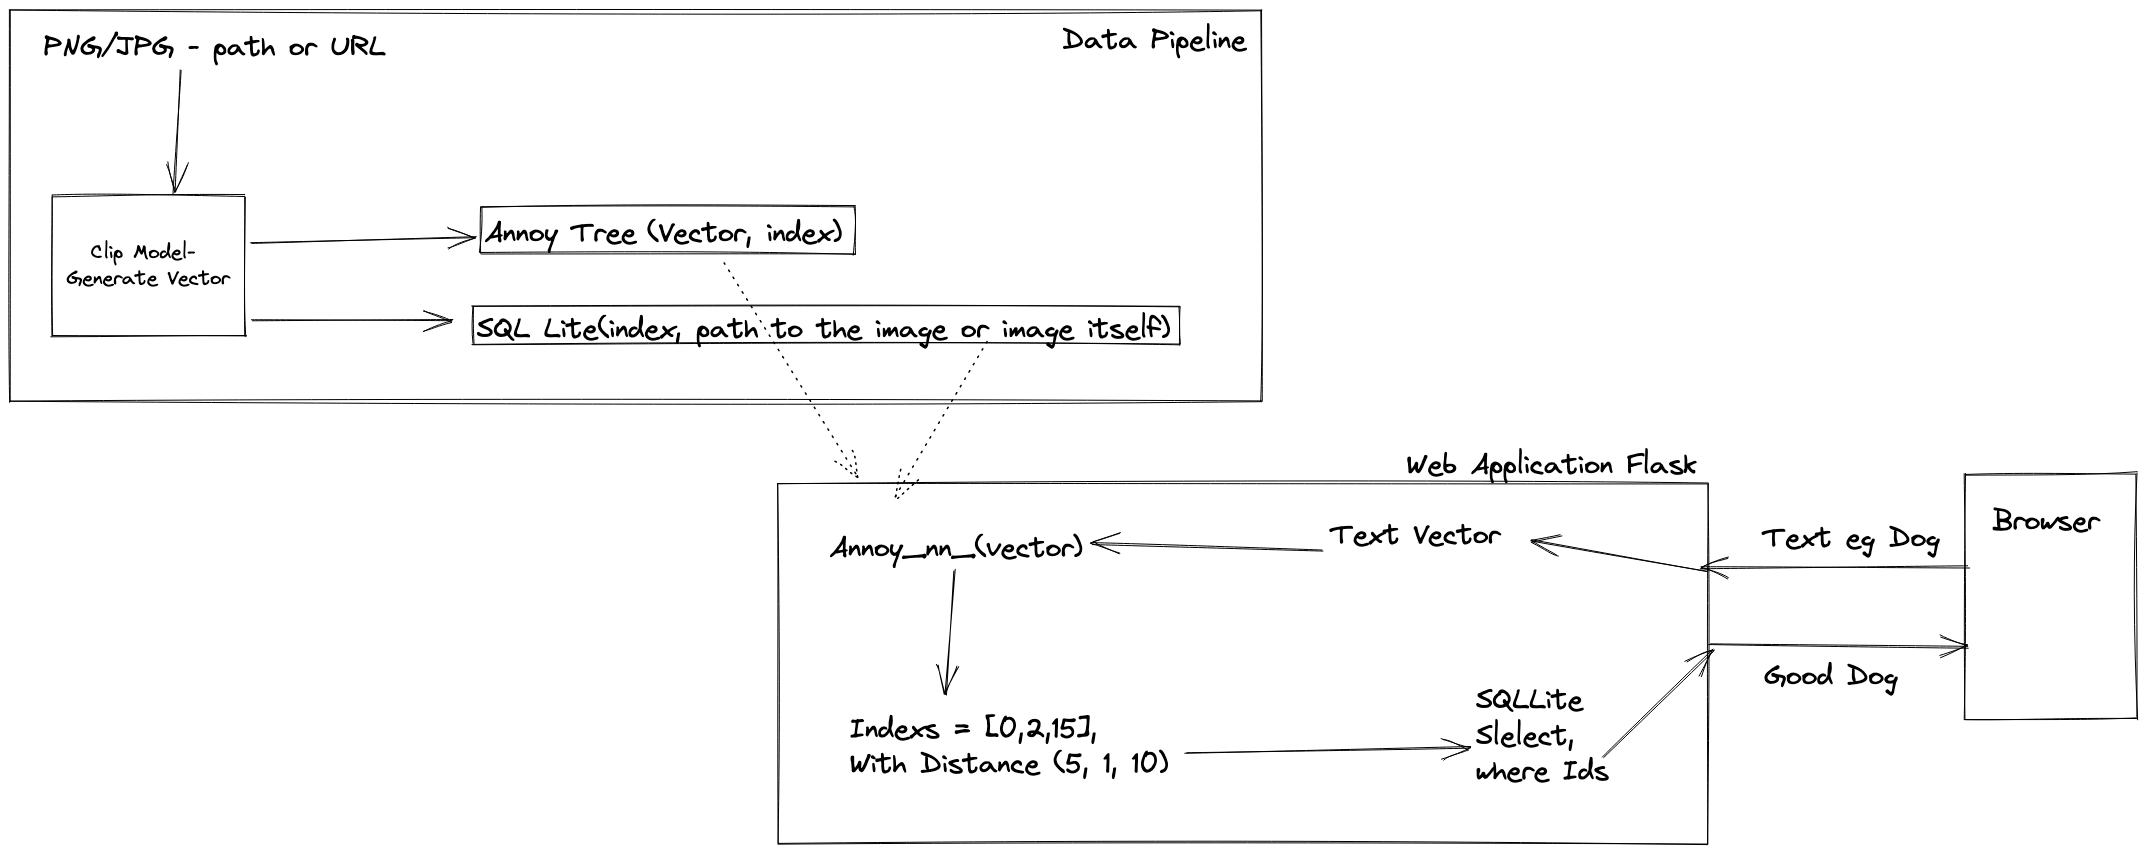 PNG/JPG - path or URL
Data Pipeline
Clip Model-
Generate Vector
Annoy Tree (Vector, index)
SQL Lite(index, path to the image or image itself)
Web Application Flask
Browser
Text eg Dog
Text Vector
Annoy_nn_(vector)
Good Dog
Indexs = [0,2,15],
With Distance (5, 1, 10)
SQLLite
Slelect,
where Ids